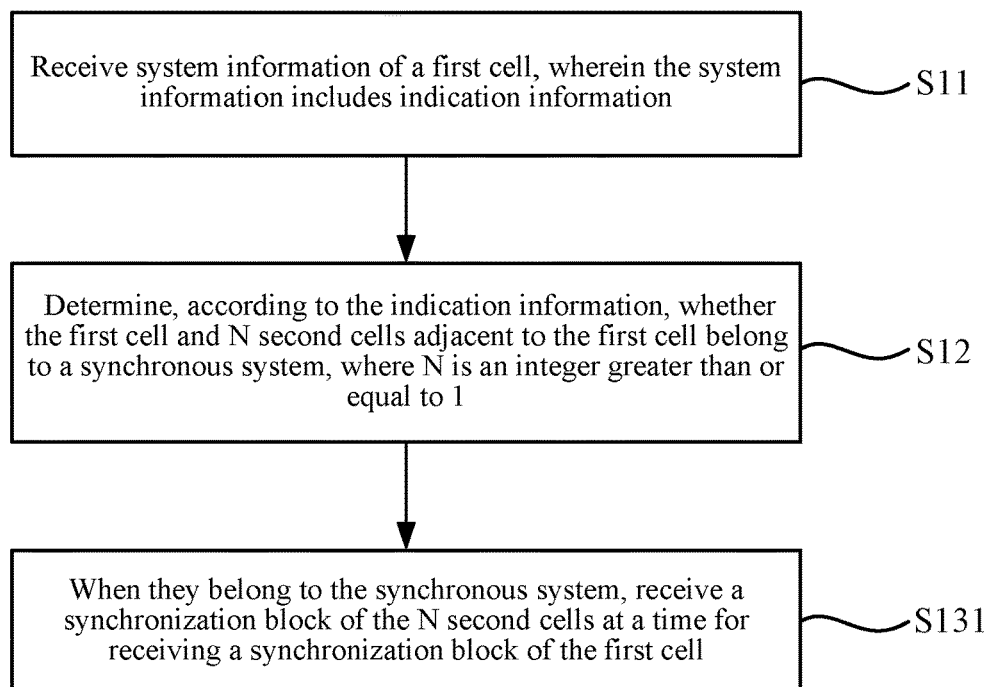 Receive system information of a first cell, wherein the system
information includes indication information
S11
Determine, according to the indication information, whether
the first cell and N second cells adjacent to the first cell belong
to a synchronous system, where N is an integer greater than or
equal to 1
S12
When they belong to the synchronous system, receive a
synchronization block of the N second cells at a time for
receiving a synchronization block of the first cell
S131